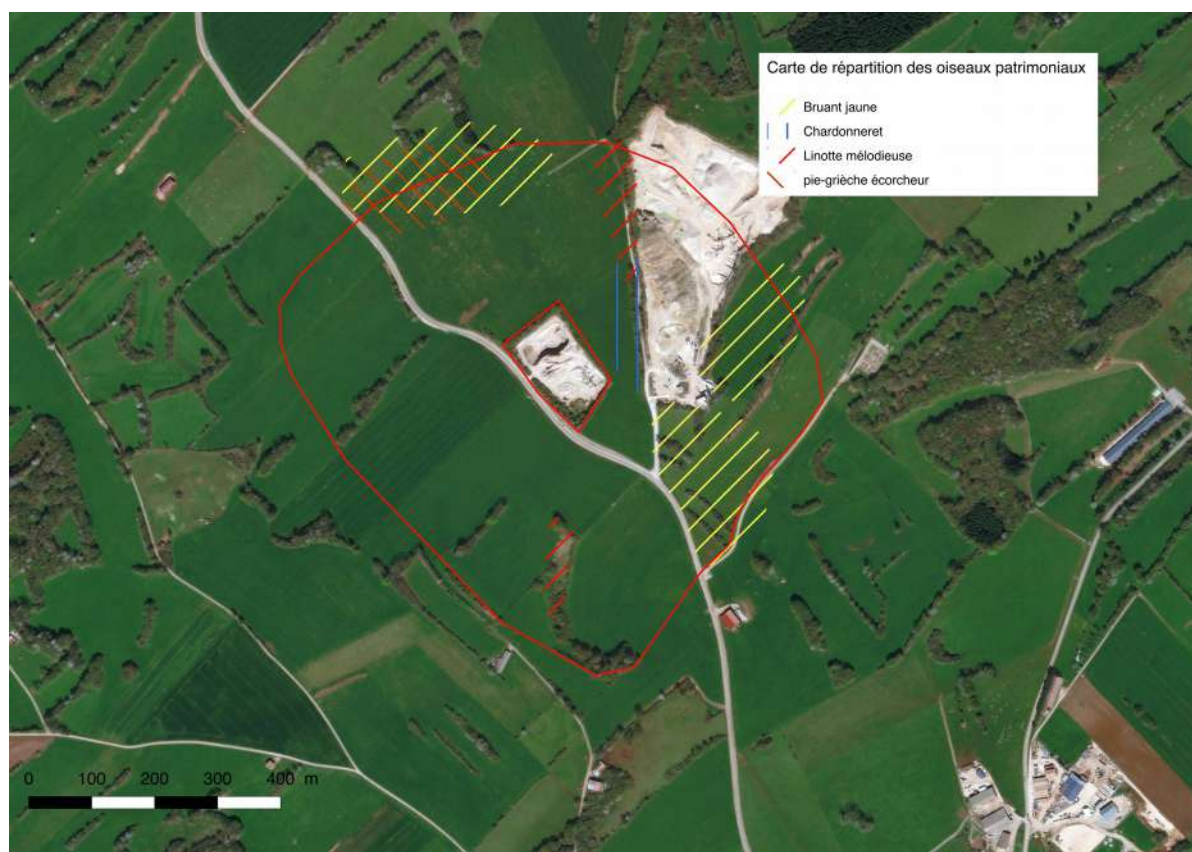 Carte de répartition des oiseaux patrimoniaux
Bruant jaune
Chardonneret
Linotte mélodieuse
pie-grièche écorcheur
0 100 200 300 400 m